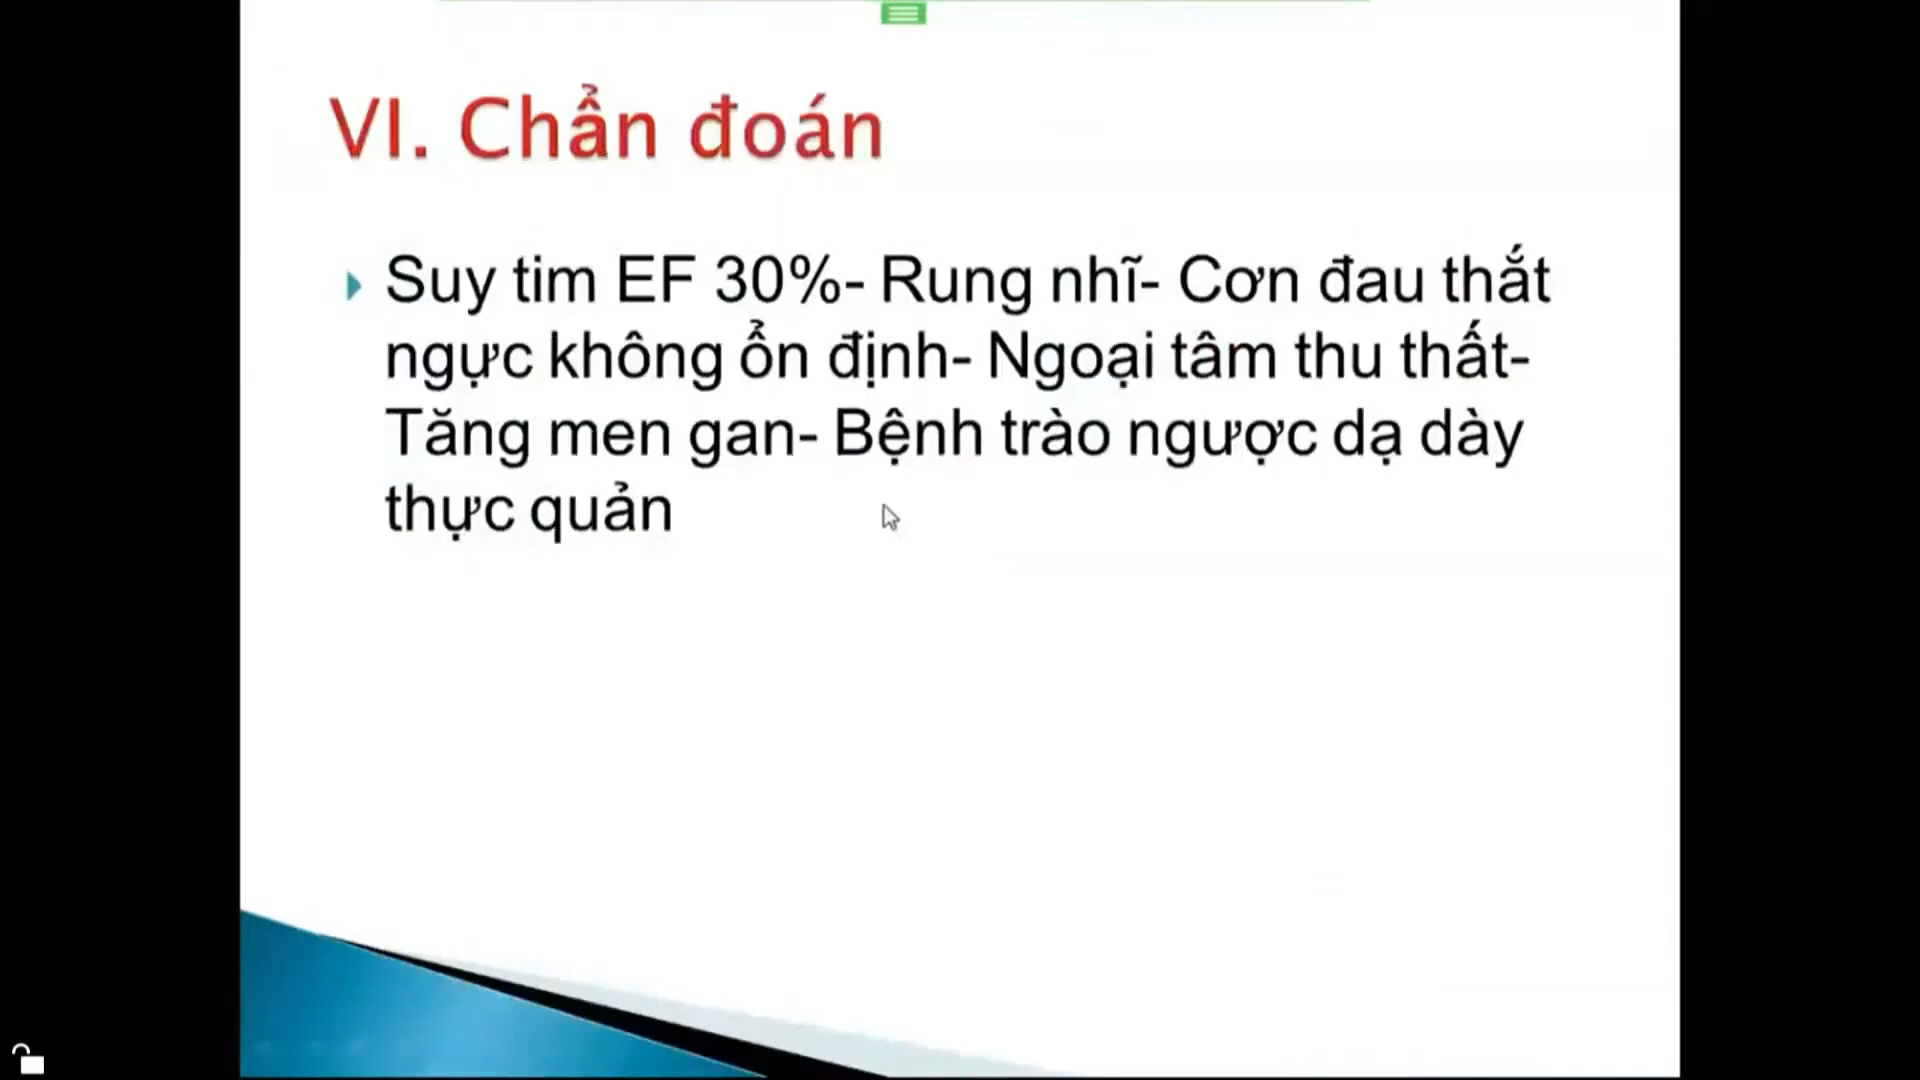 VI. Chẩn đoán
Suy tim EF 30%- Rung nhĩ- Cơn đau thắt
ngực không ổn định- Ngoại tâm thu thất-
Tăng men gan- Bệnh trào ngược dạ dày
thực quản